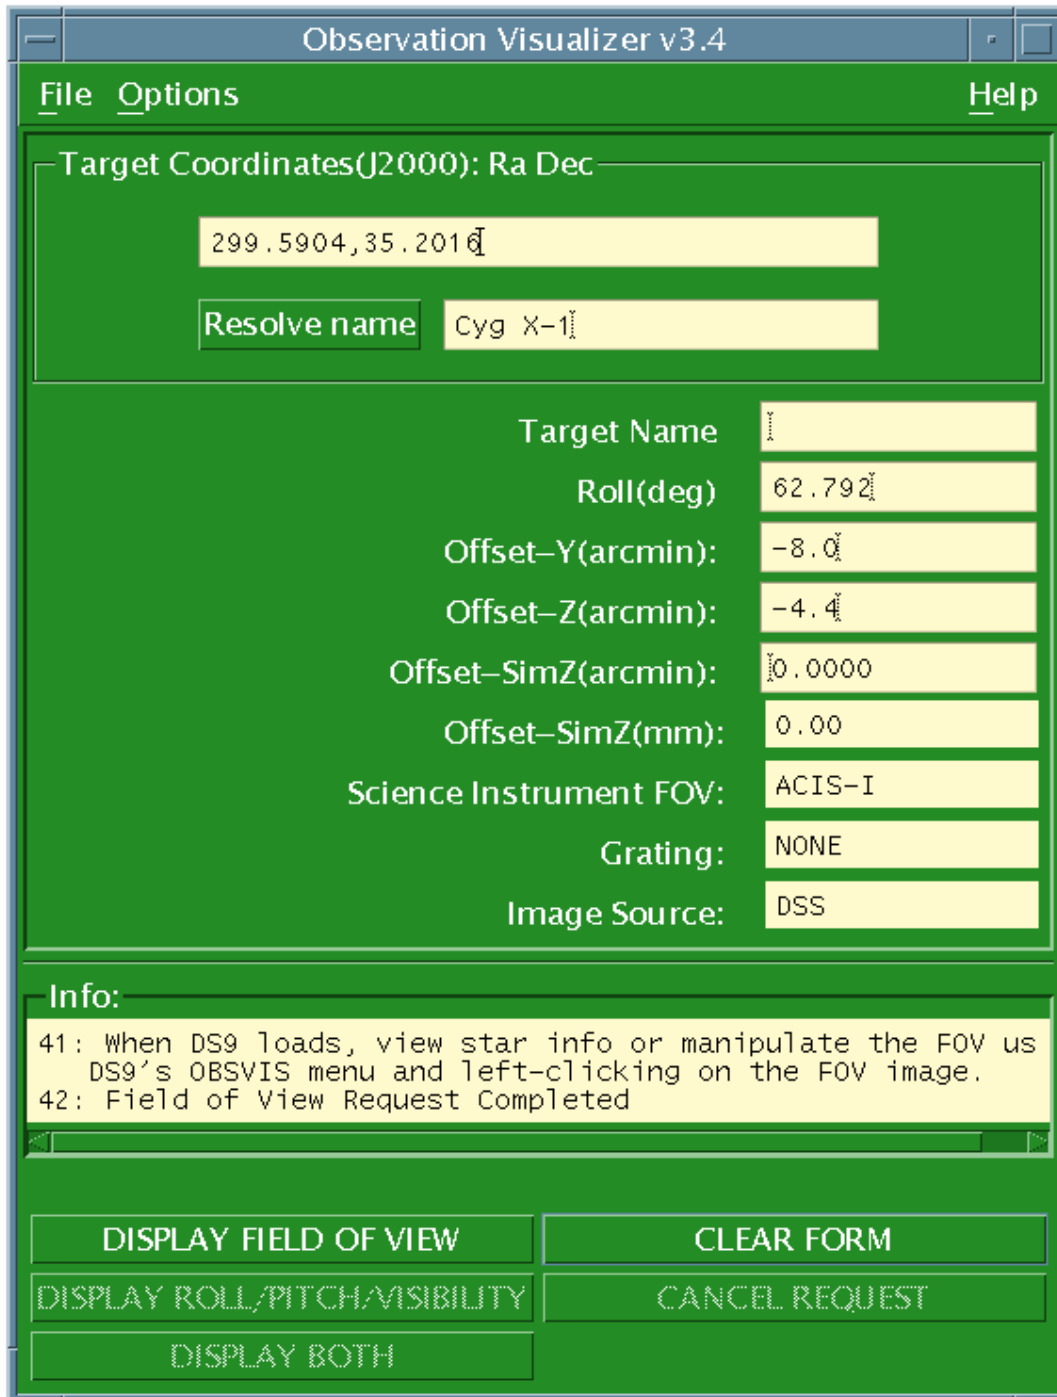 Observation Visualizer v3.4
File Options Help
Target Coordinates(J2000): Ra Dec
299.5904,35.2016
Resolve name Cyg X-1
Target Name
Roll(deg) 62.792
Offset-Y(arcmin): -8.0
Offset-Z(arcmin): -4.4
Offset-SimZ(arcmin): 0.0000
Offset-SimZ(mm): 0.00
Science Instrument FOV: ACIS-I
Grating: NONE
Image Source: DSS
Info:
41: When DS9 loads, view star info or manipulate the FOV us
DS9's OBSVIS menu and left-clicking on the FOV image.
42: Field of View Request Completed
DISPLAY FIELD OF VIEW CLEAR FORM
DISPLAY ROLL/PITCH/VISIBILITY CANCEL REQUEST
DISPLAY BOTH